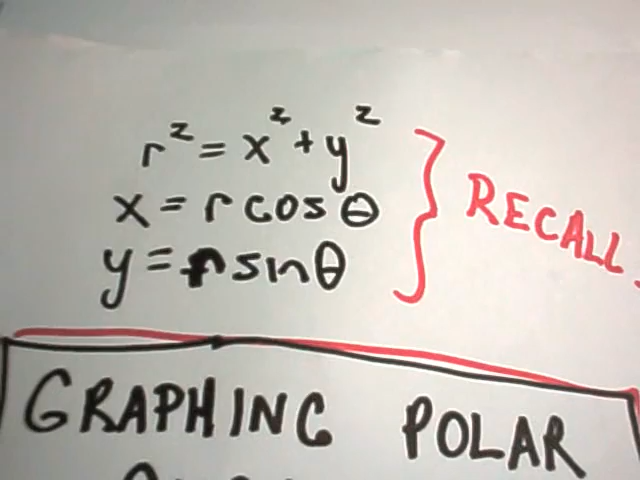 r² = x² + y²
x = r cos θ
y = r sin θ
RECALL
GRAPHING POLAR